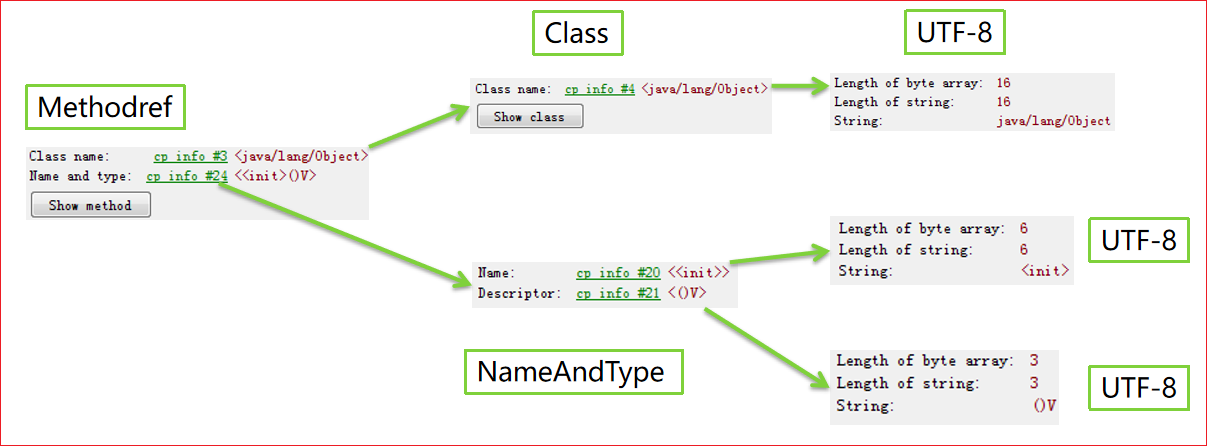 Class
UTF-8
Methodref
Class name: cp info #4 <java/lang/Object>
Show class
Length of byte array: 16
Length of string: 16
String: java/lang/Object
Class name: cp info #3 <java/lang/Object>
Name and type: cp info #24 <<init>()V>
Show method
Length of byte array: 6
Length of string: 6
String: <init>
UTF-8
Name: cp info #20 <<init>>
Descriptor: cp info #21 <()V>
NameAndType
Length of byte array: 3
Length of string: 3
String: ()V
UTF-8